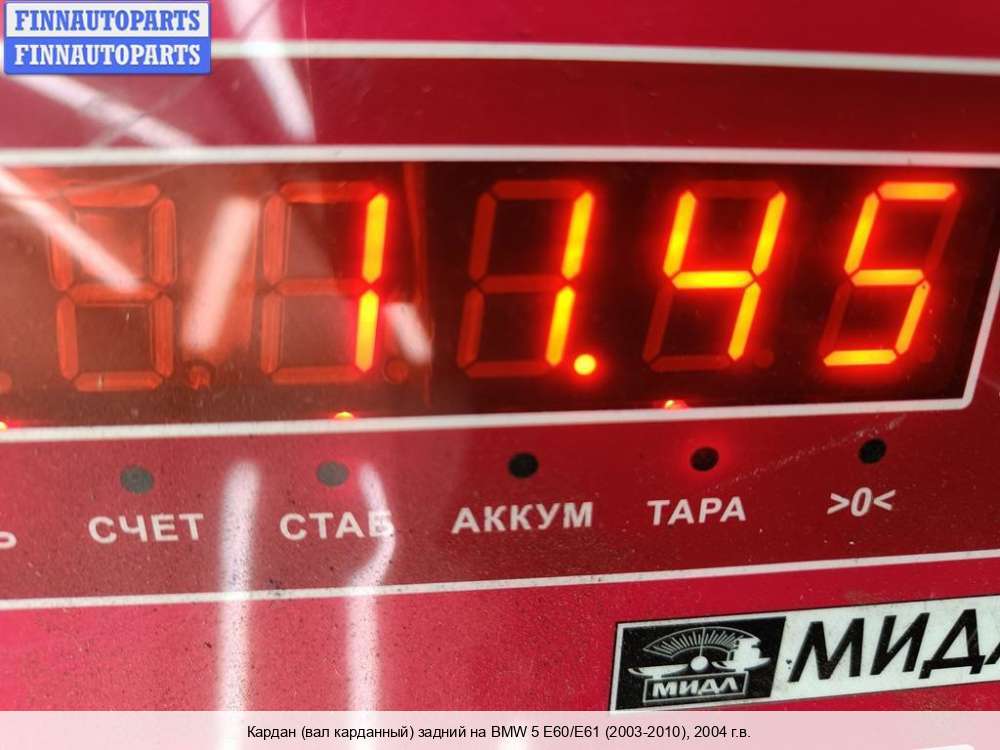 FINNAUTOPARTS
FINNAUTOPARTS
11.45
СЧЕТ СТАБ АККУМ ТАРА >0<
МИДЛ
МИДЛ
Кардан (вал карданный) задний на BMW 5 E60/E61 (2003-2010), 2004 г.в.